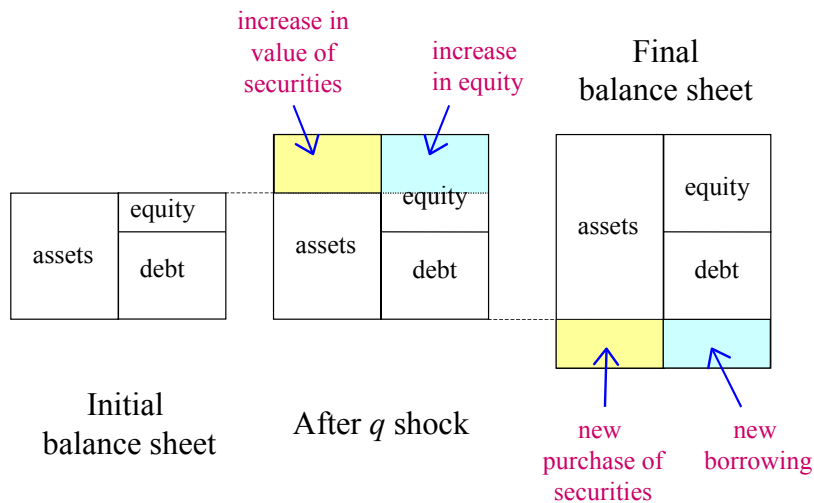 increase in
value of
securities
increase
in equity
Final
balance sheet
assets
equity
debt
assets
equity
debt
assets
equity
debt
Initial
balance sheet
After q shock
new
purchase of
securities
new
borrowing